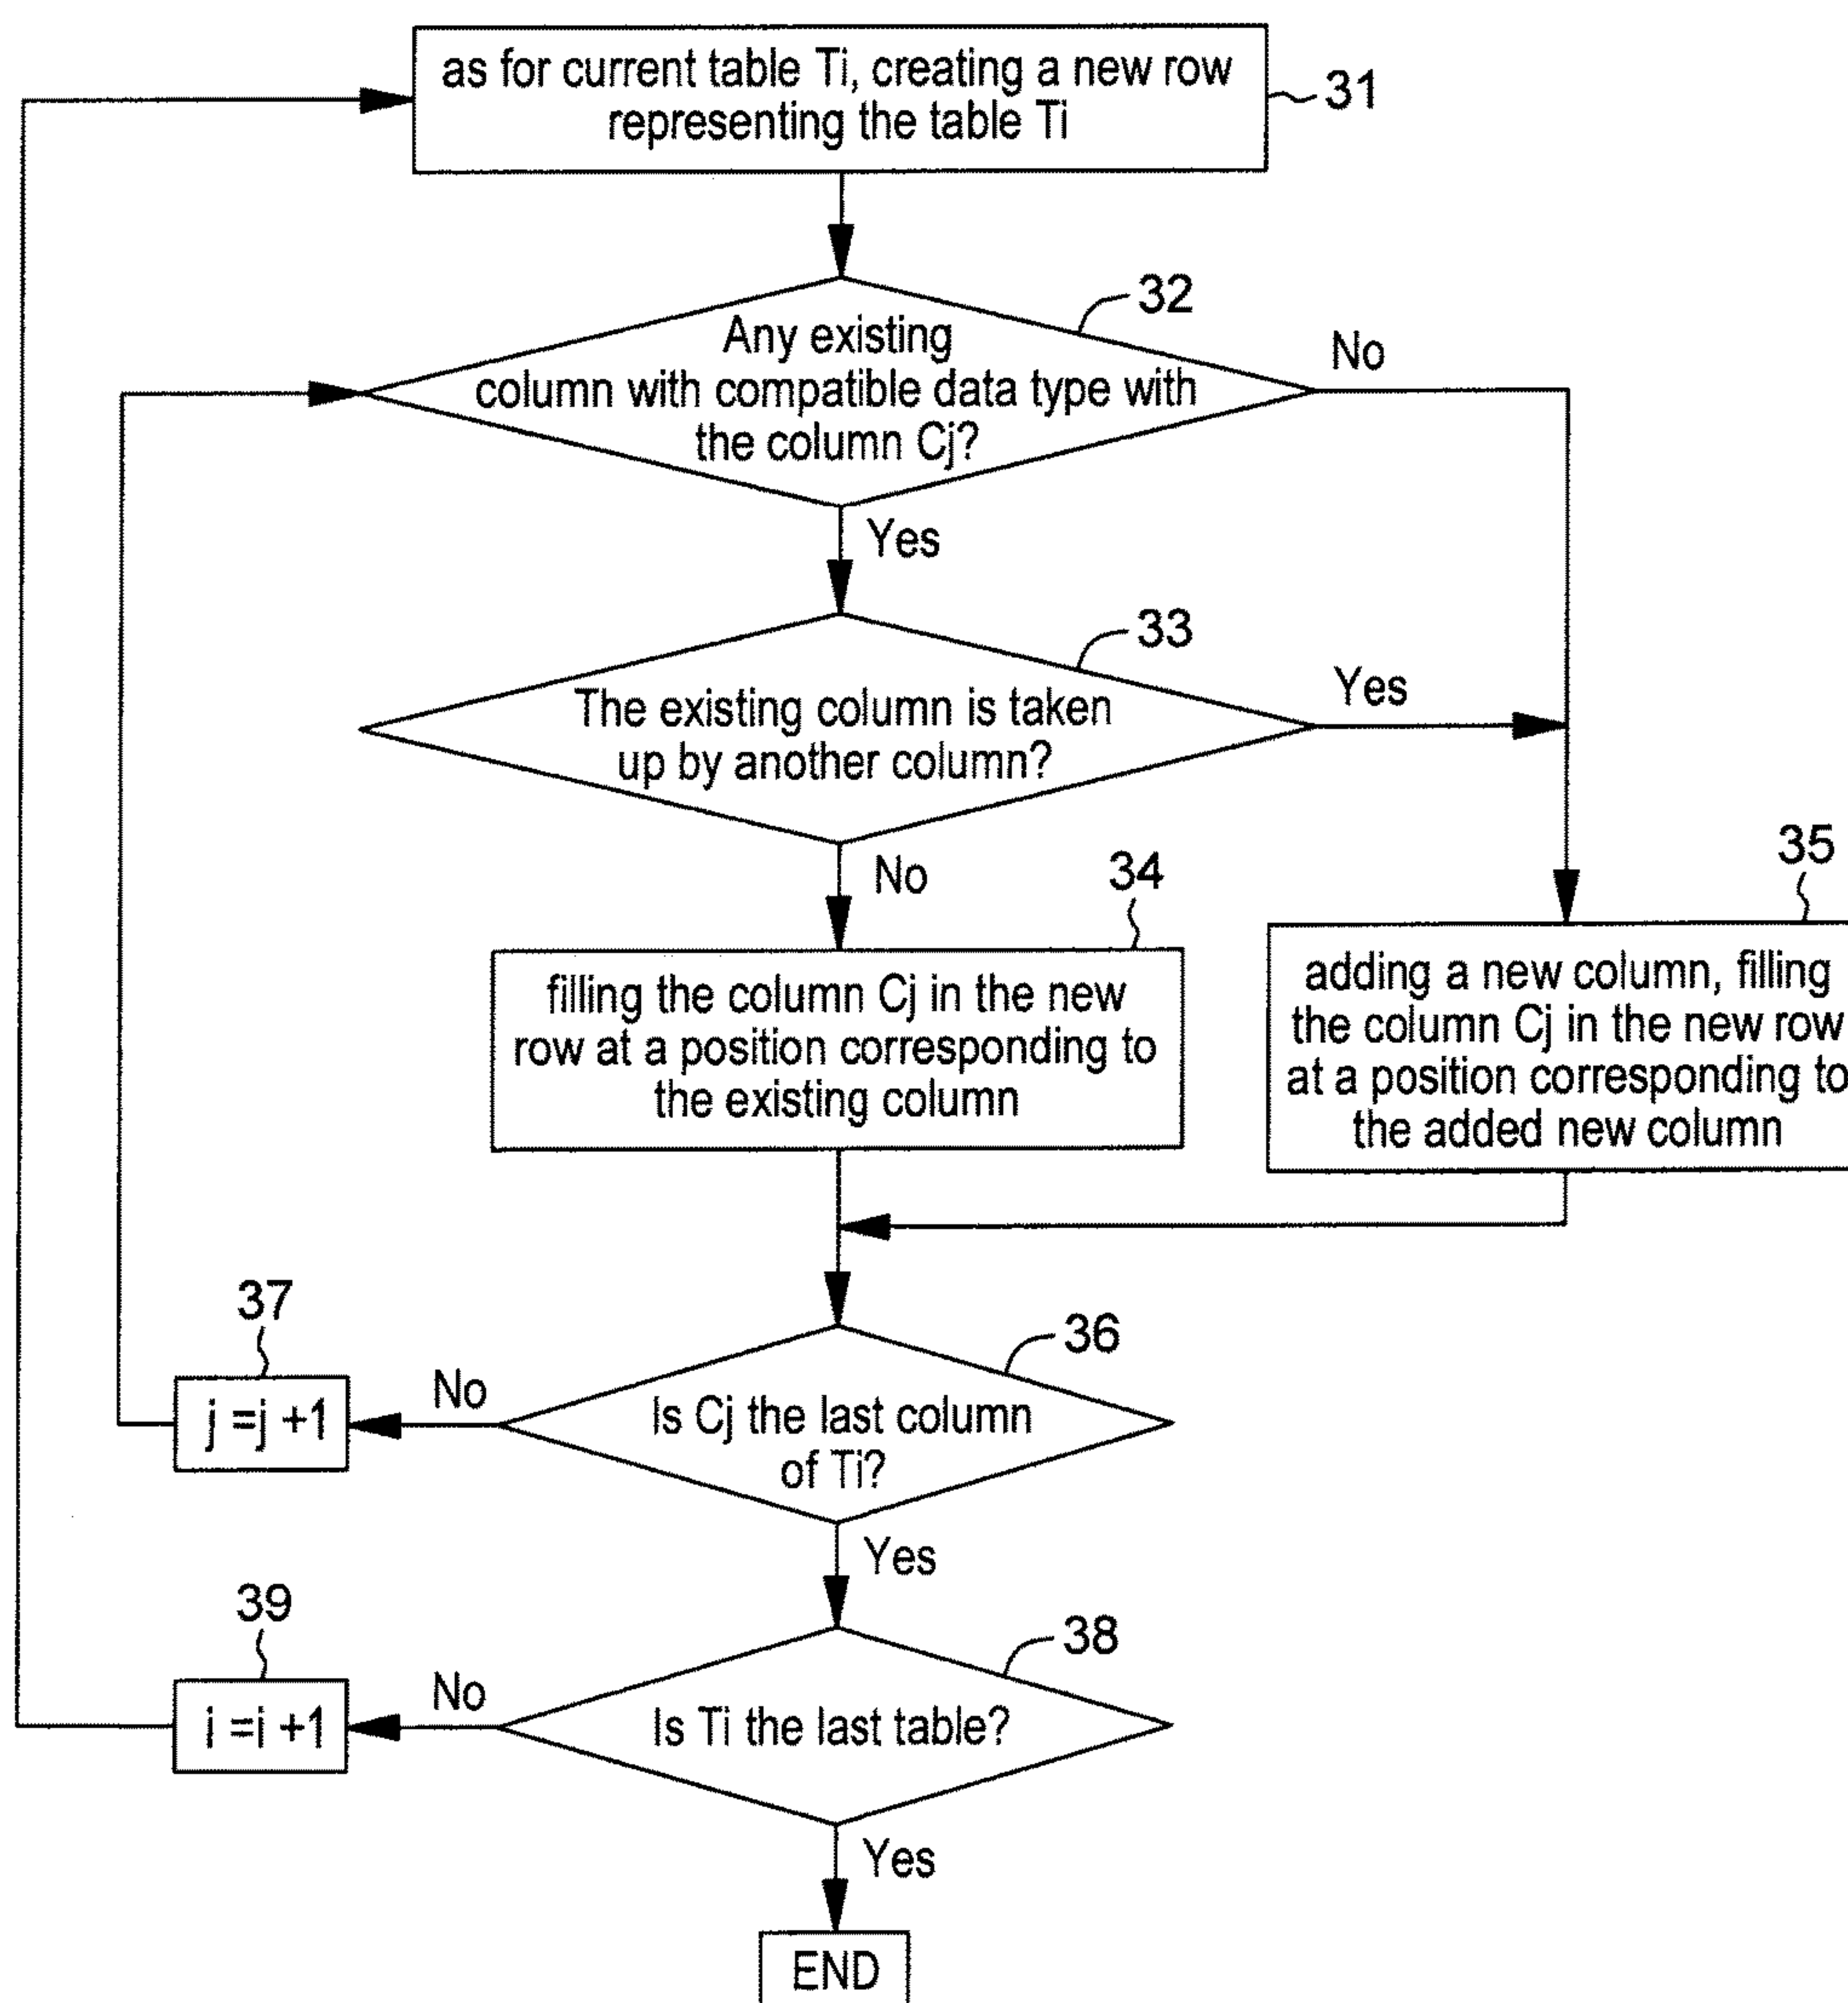 as for current table Ti, creating a new row
representing the table Ti
31
32
Any existing
column with compatible data type with
the column Cj?
No
Yes
33
The existing column is taken
up by another column?
Yes
No
34
filling the column Cj in the new
row at a position corresponding to
the existing column
35
adding a new column, filling
the column Cj in the new row
at a position corresponding to
the added new column
36
Is Cj the last column
of Ti?
No
37
j =j +1
Yes
38
Is Ti the last table?
No
39
i =i +1
Yes
END